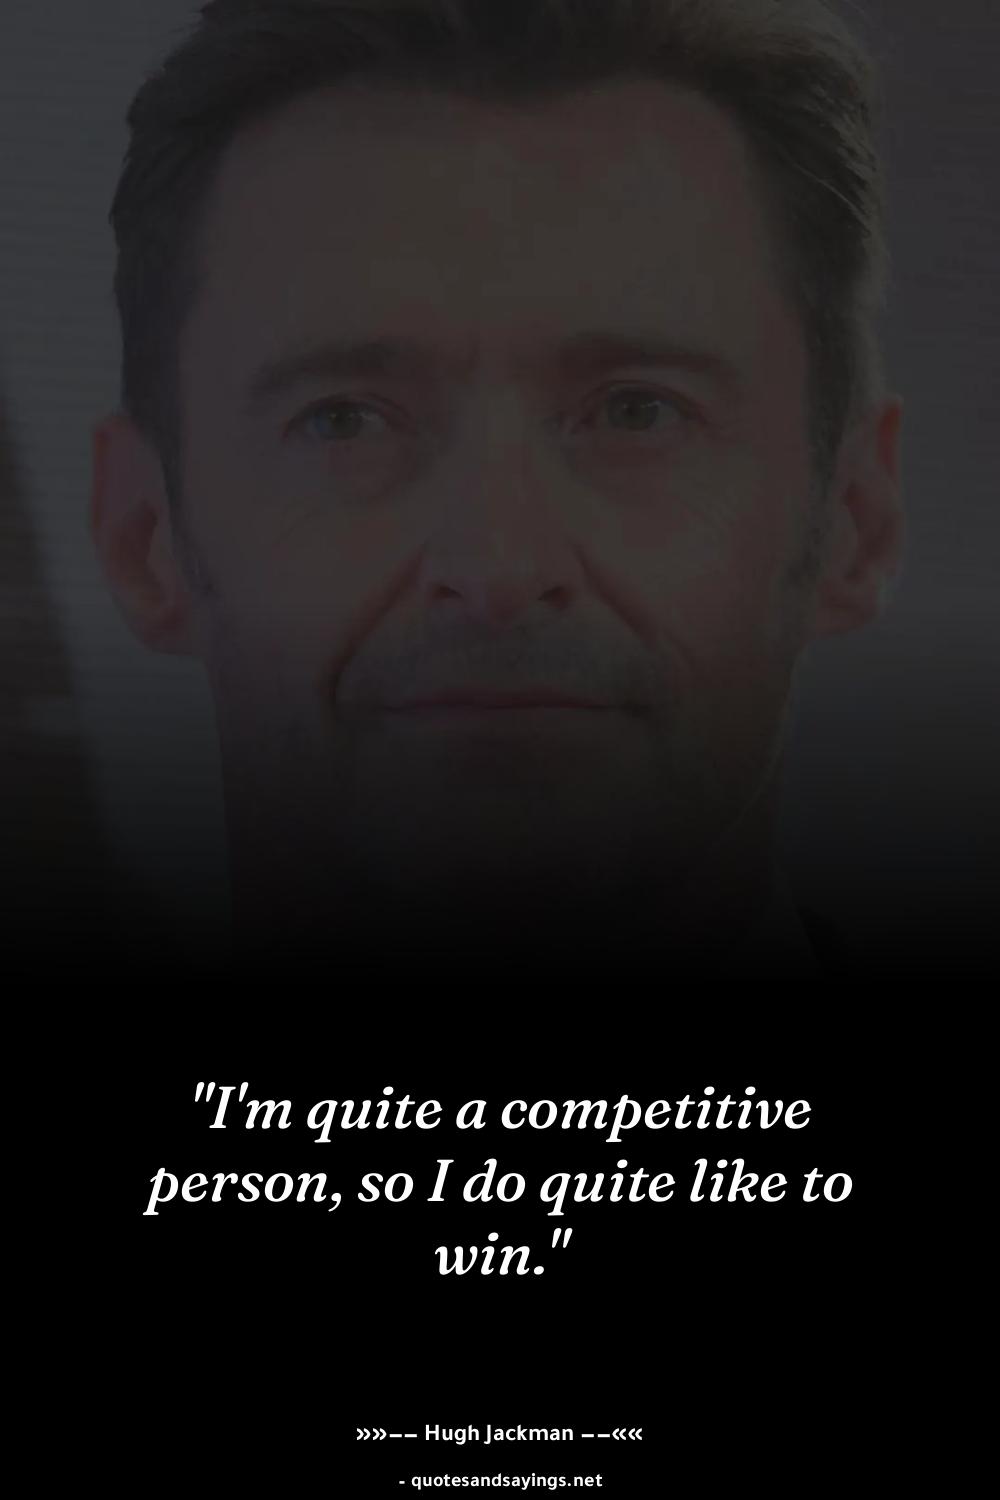 "I'm quite a competitive
person, so I do quite like to
win."
»»−− Hugh Jackman −−««
- quotesandsayings.net